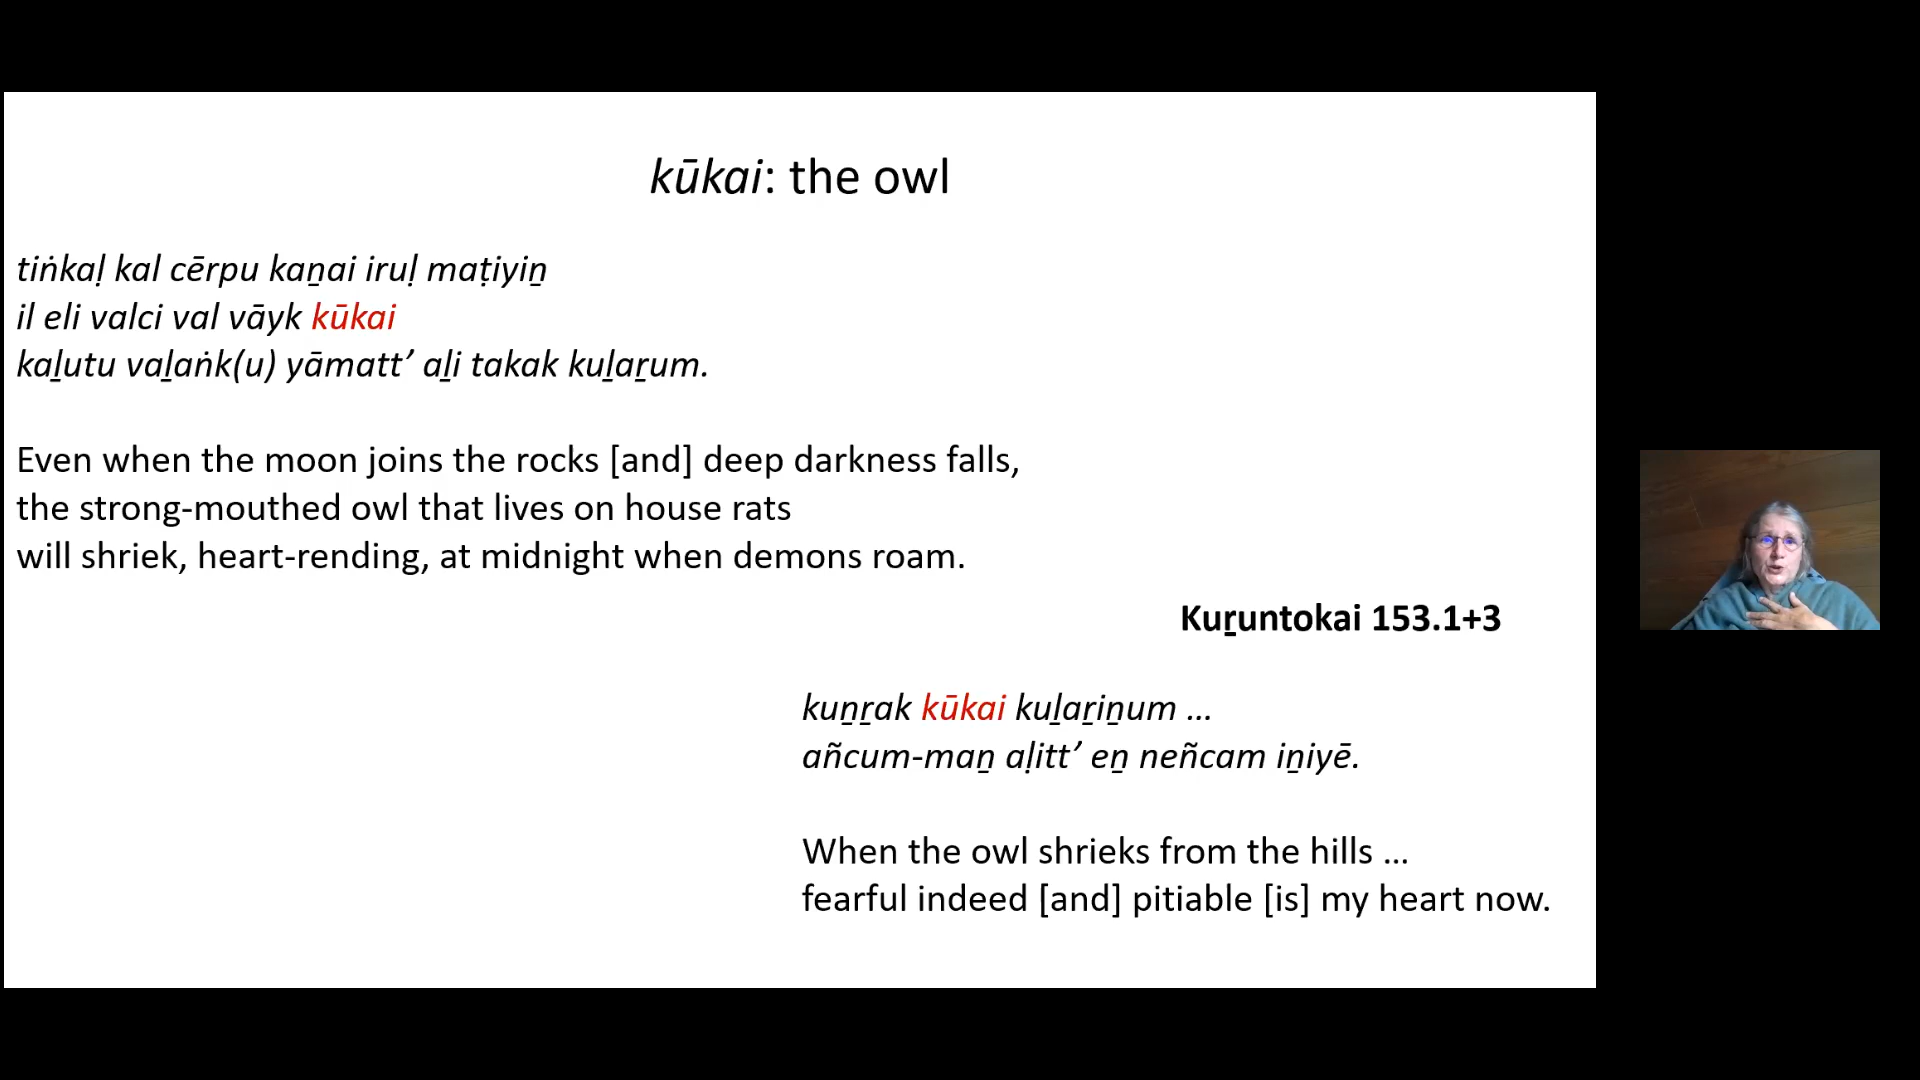 kūkai: the owl
tiṅkaḷ kal cērpu kaṉai iruḷ maṭiyiṉ
il eli valci val vāyk kūkai
kaḻutu vaḻaṅk(u) yāmatt’ aḻi takak kuḻaṟum.
Even when the moon joins the rocks [and] deep darkness falls,
the strong-mouthed owl that lives on house rats
will shriek, heart-rending, at midnight when demons roam.
Kuṟuntokai 153.1+3
kuṉṟak kūkai kuḻaṟiṉum …
añcum-maṉ aḷitt’ eṉ neñcam iṉiyē.
When the owl shrieks from the hills …
fearful indeed [and] pitiable [is] my heart now.